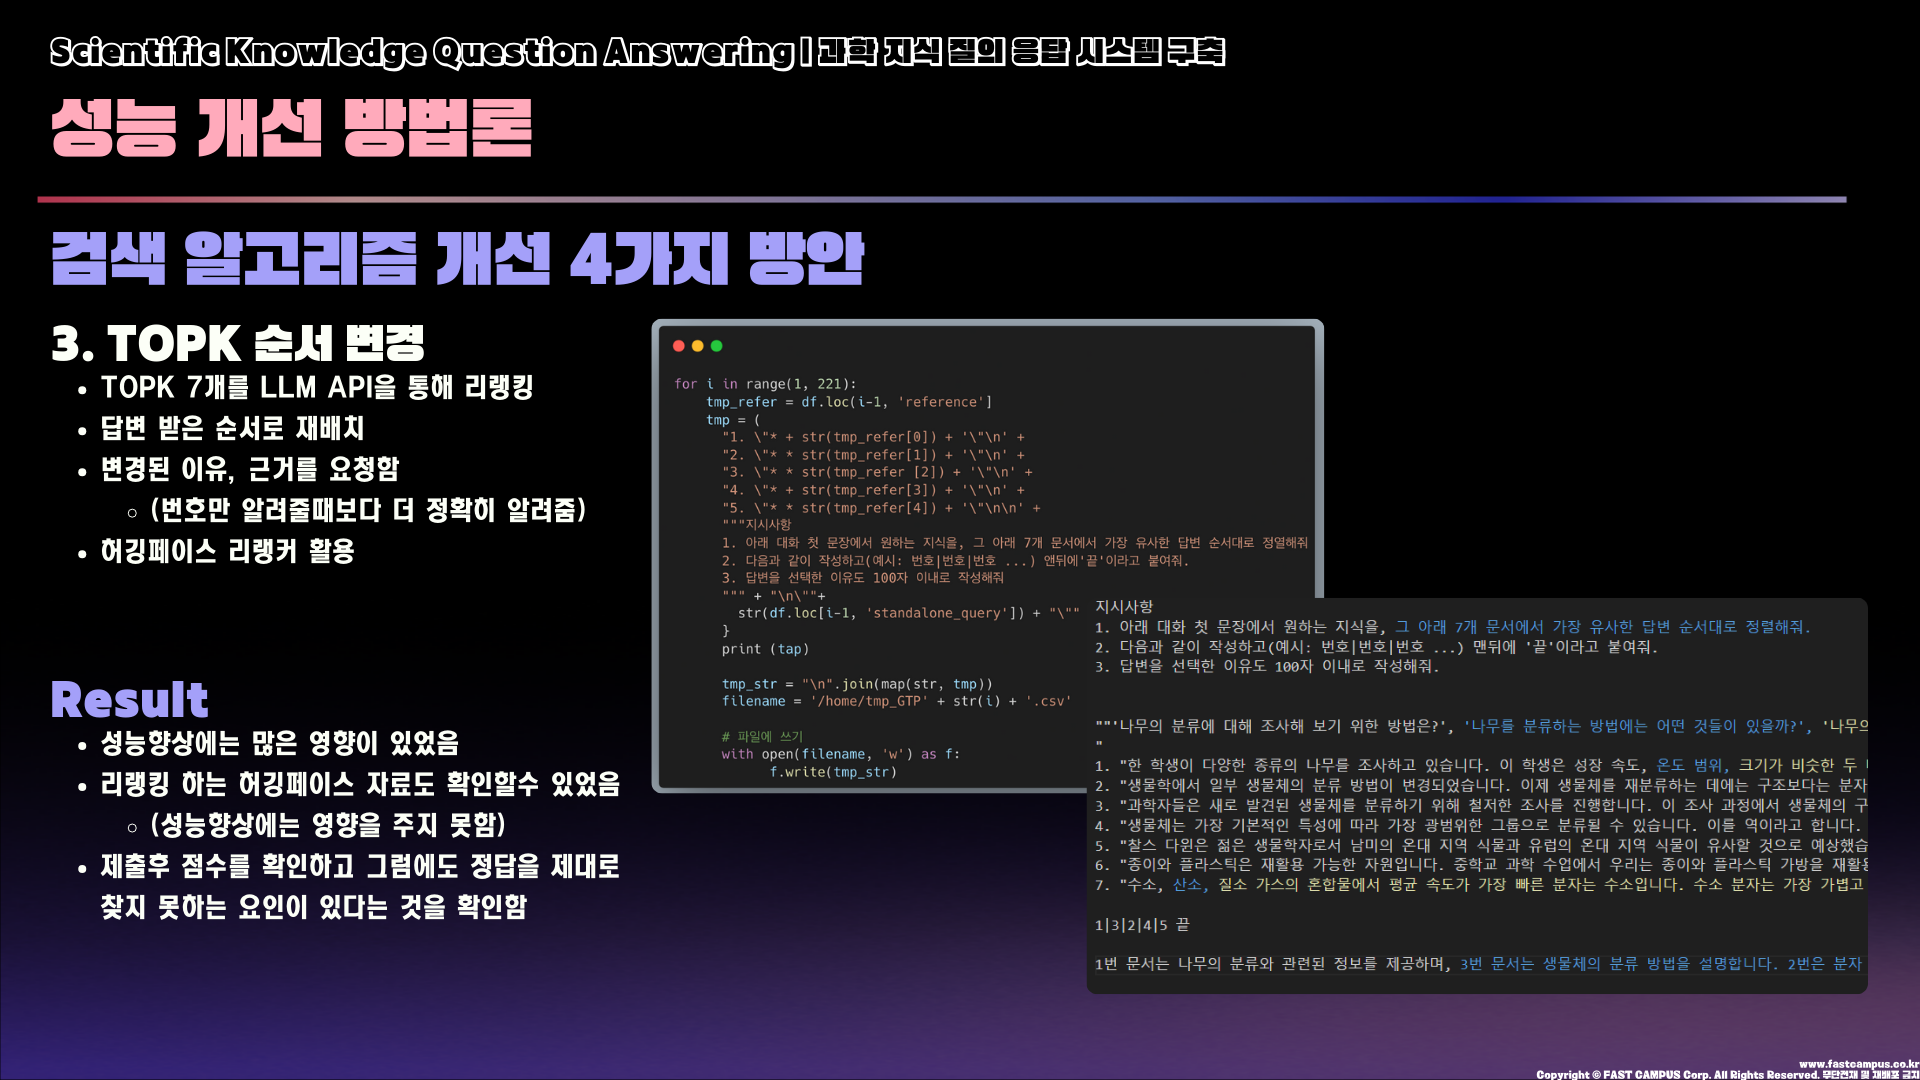 Scientific Knowledge Question Answering | 과학 지식 질의 응답 시스템 구축
성능 개선 방법론
검색 알고리즘 개선 4가지 방안
3. TOPK 순서 변경
• TOPK 7개를 LLM API을 통해 리랭킹
• 답변 받은 순서로 재배치
• 변경된 이유, 근거를 요청함
◦ (번호만 알려줄때보다 더 정확히 알려줌)
• 허깅페이스 리랭커 활용
Result
• 성능향상에는 많은 영향이 있었음
• 리랭킹 하는 허깅페이스 자료도 확인할수 있었음
◦ (성능향상에는 영향을 주지 못함)
• 제출후 점수를 확인하고 그럼에도 정답을 제대로
찾지 못하는 요인이 있다는 것을 확인함
for i in range(1, 221):
tmp_refer = df.loc(i-1, 'reference']
tmp = (
"1. \"* + str(tmp_refer[0]) + '\"\n' +
"2. \"* * str(tmp_refer[1]) + '\"\n' +
"3. \"* * str(tmp_refer [2]) + '\"\n' +
"4. \"* + str(tmp_refer[3]) + '\"\n' +
"5. \"* * str(tmp_refer[4]) + '\"\n\n' +
"""지시사항
1. 아래 대화 첫 문장에서 원하는 지식을, 그 아래 7개 문서에서 가장 유사한 답변 순서대로 정열해줘
2. 다음과 같이 작성하고(예시: 번호|번호|번호 ...) 앤뒤에'끝'이라고 붙여줘.
3. 답변을 선택한 이유도 100자 이내로 작성해줘
""" + "\n\""+
str(df.loc[i-1, 'standalone_query']) + "\""
}
print (tap)
tmp_str = "\n".join(map(str, tmp))
filename = '/home/tmp_GTP' + str(i) + '.csv'
# 파일에 쓰기
with open(filename, 'w') as f:
f.write(tmp_str)
지시사항
1. 아래 대화 첫 문장에서 원하는 지식을, 그 아래 7개 문서에서 가장 유사한 답변 순서대로 정렬해줘.
2. 다음과 같이 작성하고(예시: 번호|번호|번호 ...) 맨뒤에 '끝'이라고 붙여줘.
3. 답변을 선택한 이유도 100자 이내로 작성해줘.
""'나무의 분류에 대해 조사해 보기 위한 방법은?', '나무를 분류하는 방법에는 어떤 것들이 있을까?', '나무으
"
1. "한 학생이 다양한 종류의 나무를 조사하고 있습니다. 이 학생은 성장 속도, 온도 범위, 크기가 비슷한 두
2. "생물학에서 일부 생물체의 분류 방법이 변경되었습니다. 이제 생물체를 재분류하는 데에는 구조보다는 분자
3. "과학자들은 새로 발견된 생물체를 분류하기 위해 철저한 조사를 진행합니다. 이 조사 과정에서 생물체의 구
4. "생물체는 가장 기본적인 특성에 따라 가장 광범위한 그룹으로 분류될 수 있습니다. 이를 역이라고 합니다.
5. "찰스 다윈은 젊은 생물학자로서 남미의 온대 지역 식물과 유럽의 온대 지역 식물이 유사할 것으로 예상했습
6. "종이와 플라스틱은 재활용 가능한 자원입니다. 중학교 과학 수업에서 우리는 종이와 플라스틱 가방을 재활용
7. "수소, 산소, 질소 가스의 혼합물에서 평균 속도가 가장 빠른 분자는 수소입니다. 수소 분자는 가장 가볍고
1|3|2|4|5 끝
1번 문서는 나무의 분류와 관련된 정보를 제공하며, 3번 문서는 생물체의 분류 방법을 설명합니다. 2번은 분자
www.fastcampus.co.kr
Copyright © FAST CAMPUS Corp. All Rights Reserved. 무단전재 및 재배포 금지